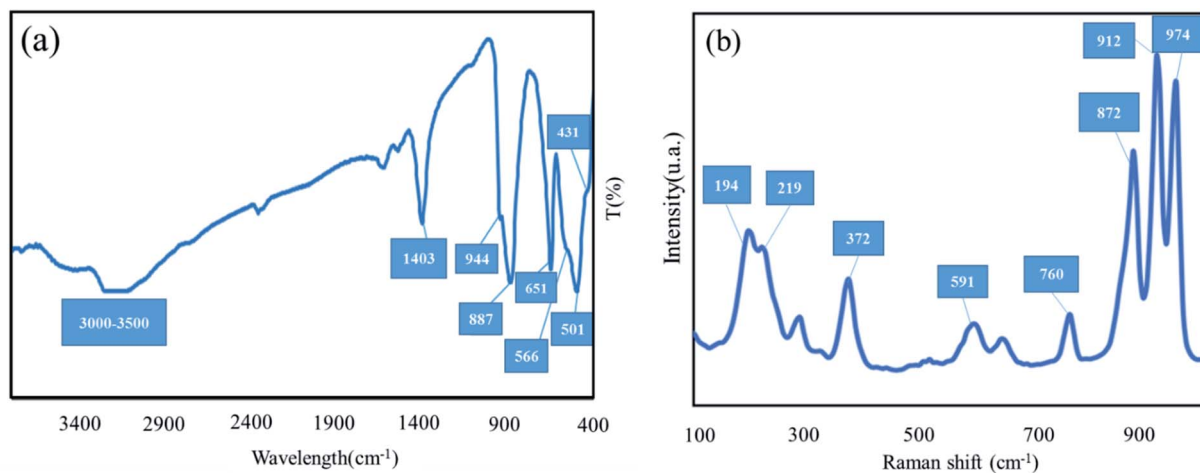 (a)
431
T(%)
1403
944
651
3000-3500
887
501
566
3400 2900 2400 1900 1400 900 400
Wavelength(cm-1)
(b)
912
974
872
194
219
372
591
760
Intensity(u.a.)
100 300 500 700 900
Raman shift (cm-1)